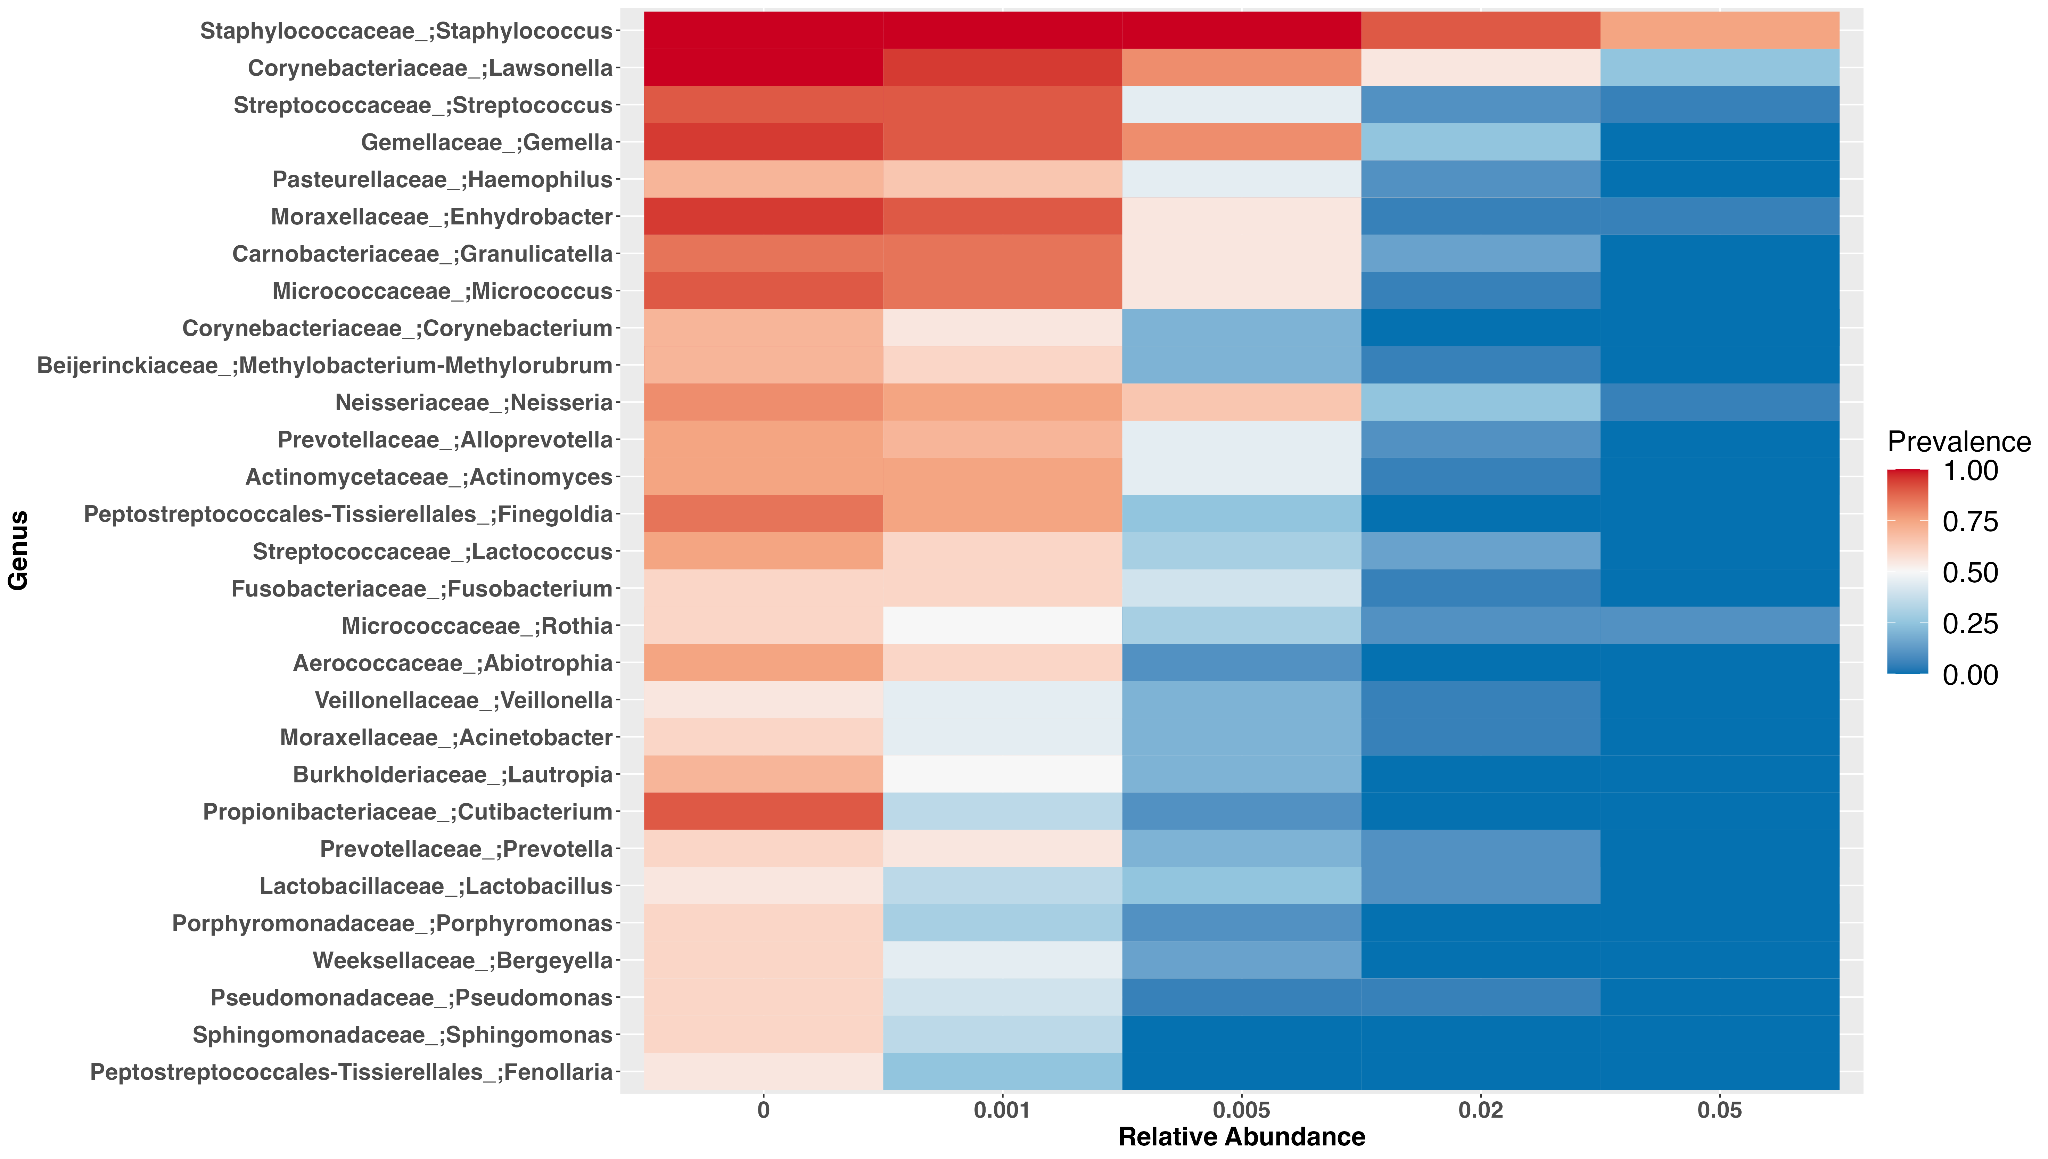 Staphylococcaceae_;Staphylococcus
Corynebacteriaceae_;Lawsonella
Streptococcaceae_;Streptococcus
Gemellaceae_;Gemella
Pasteurellaceae_;Haemophilus
Moraxellaceae_;Enhydrobacter
Carnobacteriaceae_;Granulicatella
Micrococcaceae_;Micrococcus
Corynebacteriaceae_;Corynebacterium
Beijerinckiaceae_;Methylobacterium-Methylorubrum
Neisseriaceae_;Neisseria
Prevotellaceae_;Alloprevotella
Actinomycetaceae_;Actinomyces
Peptostreptococcales-Tissierellales_;Finegoldia
Streptococcaceae_;Lactococcus
Fusobacteriaceae_;Fusobacterium
Micrococcaceae_;Rothia
Aerococcaceae_;Abiotrophia
Veillonellaceae_;Veillonella
Moraxellaceae_;Acinetobacter
Burkholderiaceae_;Lautropia
Propionibacteriaceae_;Cutibacterium
Prevotellaceae_;Prevotella
Lactobacillaceae_;Lactobacillus
Porphyromonadaceae_;Porphyromonas
Weeksellaceae_;Bergeyella
Pseudomonadaceae_;Pseudomonas
Sphingomonadaceae_;Sphingomonas
Peptostreptococcales-Tissierellales_;Fenollaria
Genus
0 0.001 0.005 0.02 0.05
Relative Abundance
Prevalence
1.00
0.75
0.50
0.25
0.00